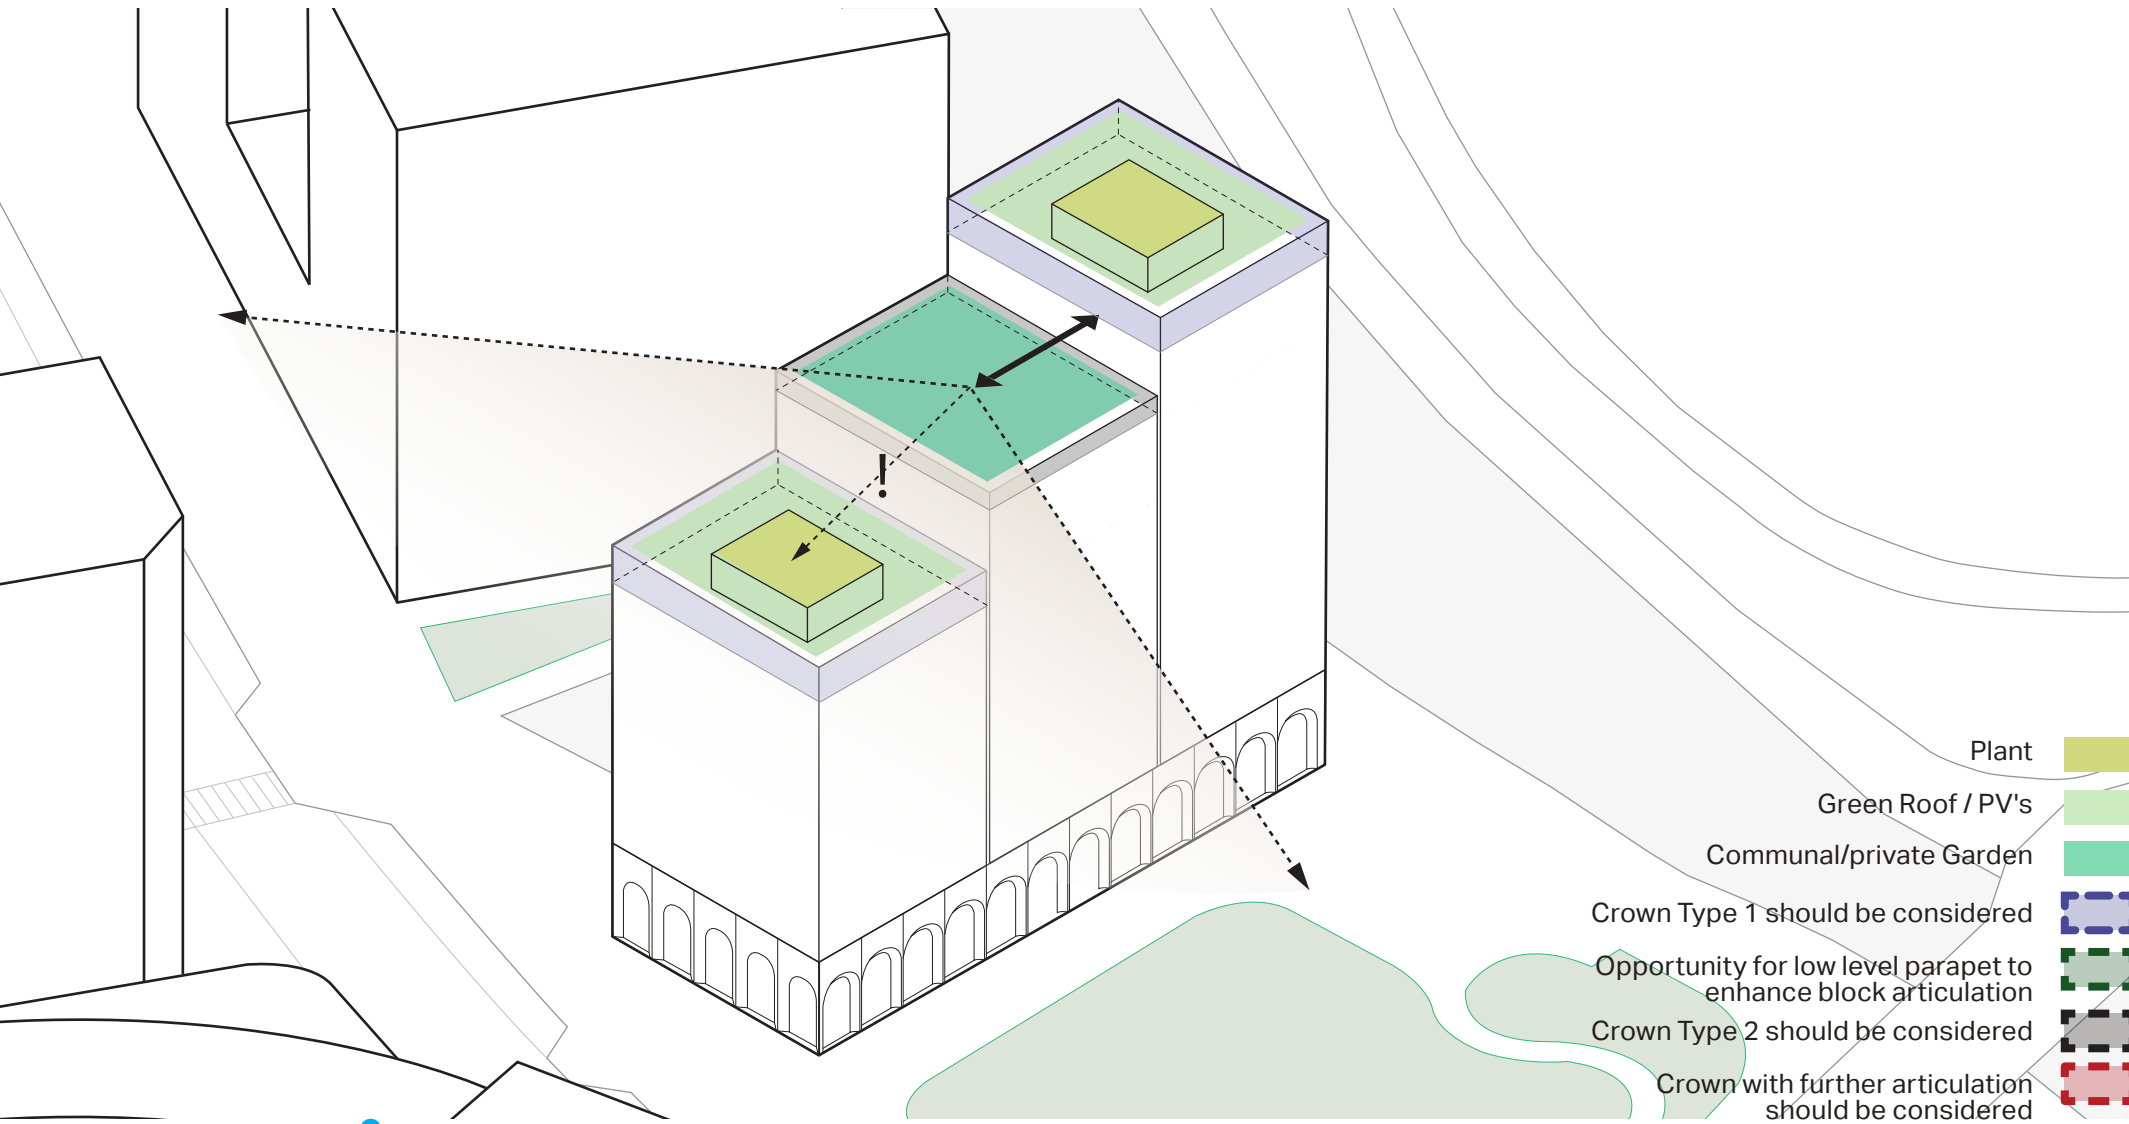 !
Plant
Green Roof / PV's
Communal/private Garden
Crown Type 1 should be considered
Opportunity for low level parapet to
enhance block articulation
Crown Type 2 should be considered
Crown with further articulation
should be considered